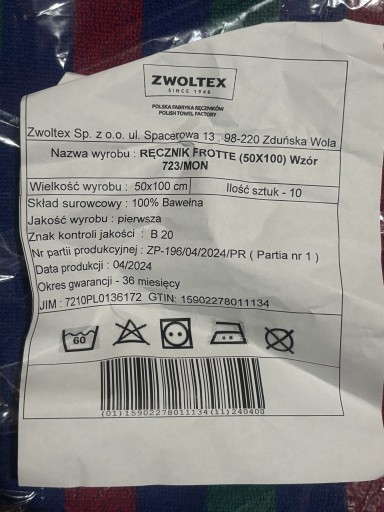 ZWOLTEX
SINCE 1946
POLSKA FABRYKA RĘCZNIKÓW
POLISH TOWEL FACTORY
Zwoltex Sp. z o.o. ul. Spacerowa 13 98-220 Zduńska Wola
Nazwa wyrobu : RĘCZNIK FROTTE (50X100) Wzór
723/MON
Wielkość wyrobu : 50x100 cm Ilość sztuk - 10
Skład surowcowy : 100% Bawełna
Jakość wyrobu : pierwsza
Znak kontroli jakości : B 20
Nr partii produkcyjnej : ZP-196/04/2024/PR ( Partia nr 1 )
Data produkcji : 04/2024
Okres gwarancji - 36 miesięcy
JIM : 7210PL0136172 GTIN: 15902278011134
60
(01)15902278011134(11)240400